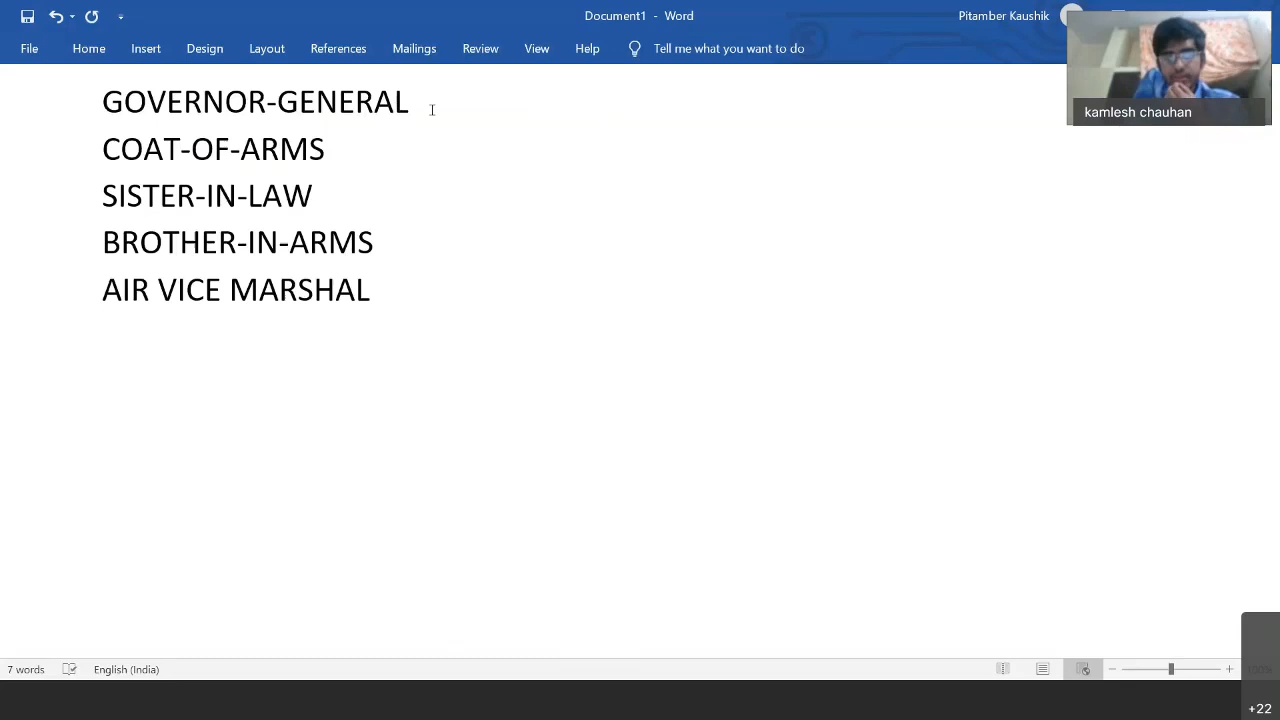 Document1 - Word
Pitamber Kaushik
File Home Insert Design Layout References Mailings Review View Help Tell me what you want to do
kamlesh chauhan
GOVERNOR-GENERAL
COAT-OF-ARMS
SISTER-IN-LAW
BROTHER-IN-ARMS
AIR VICE MARSHAL
7 words English (India)
+22